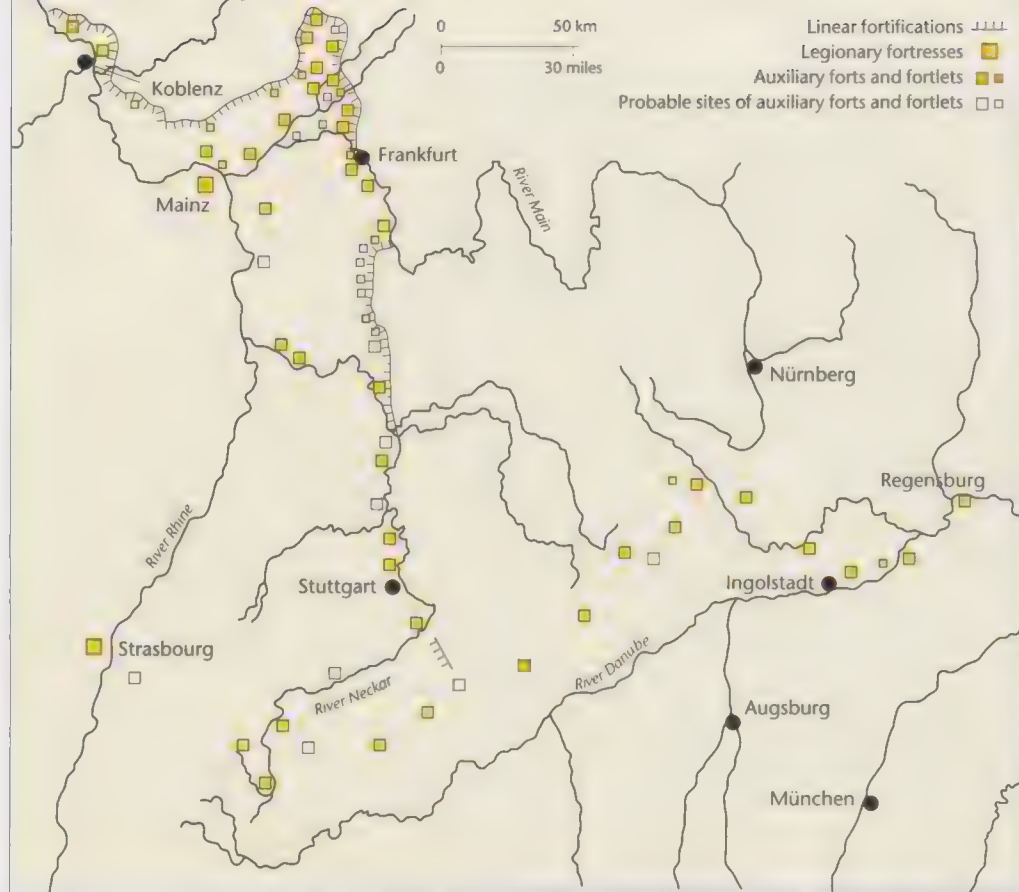 0 50 km
0 30 miles
Linear fortifications
Legionary fortresses
Auxiliary forts and fortlets
Probable sites of auxiliary forts and fortlets
Koblenz
Frankfurt
Mainz
River Main
Nürnberg
Regensburg
River Rhine
Stuttgart
Ingolstadt
Strasbourg
River Danube
River Neckar
Augsburg
München